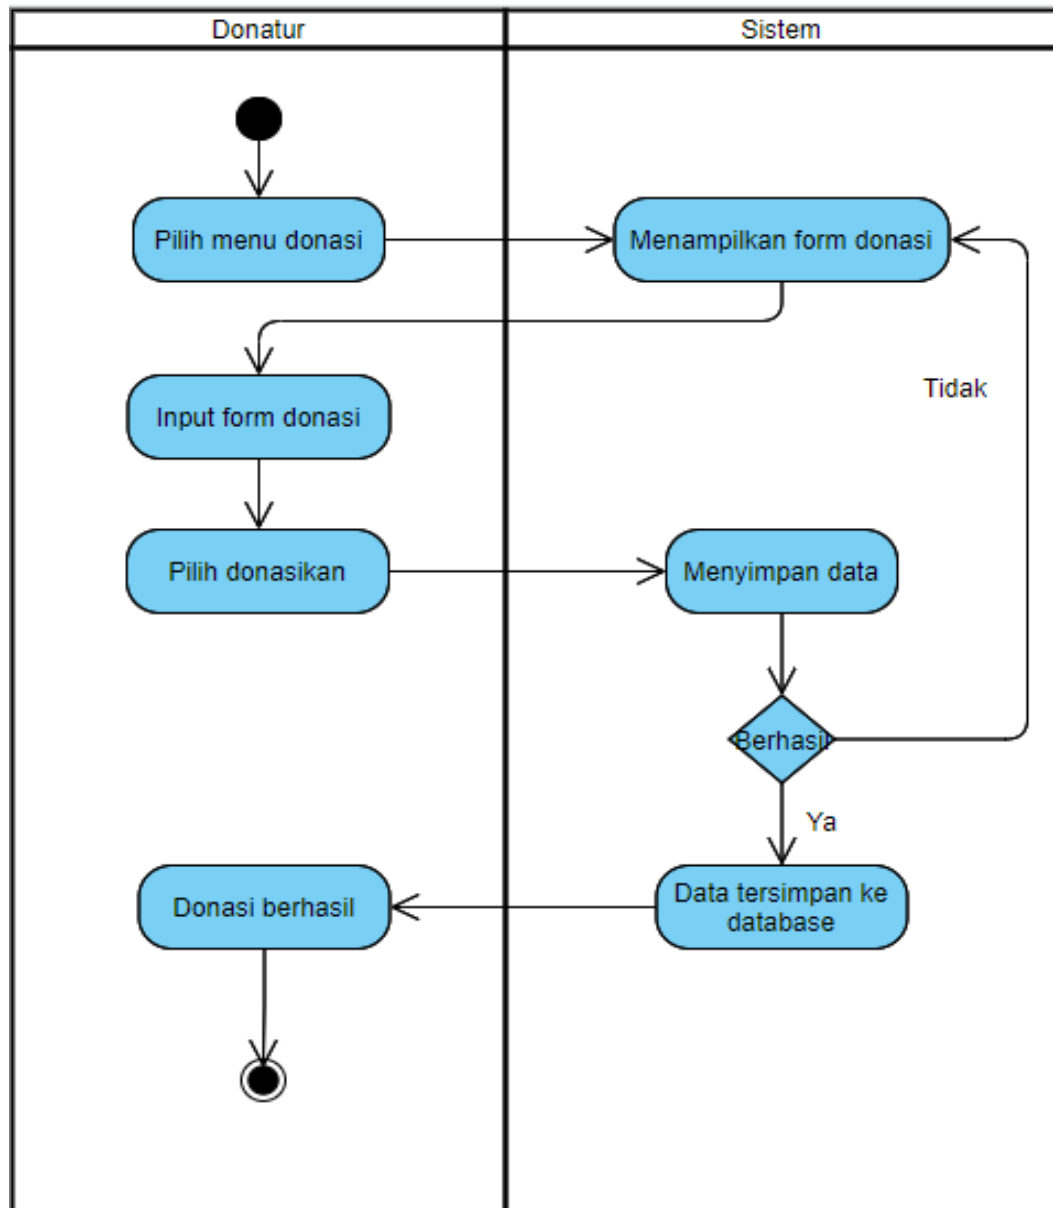 Donatur
Sistem
Pilih menu donasi
Menampilkan form donasi
Tidak
Input form donasi
Pilih donasikan
Menyimpan data
Berhasil
Ya
Donasi berhasil
Data tersimpan ke
database